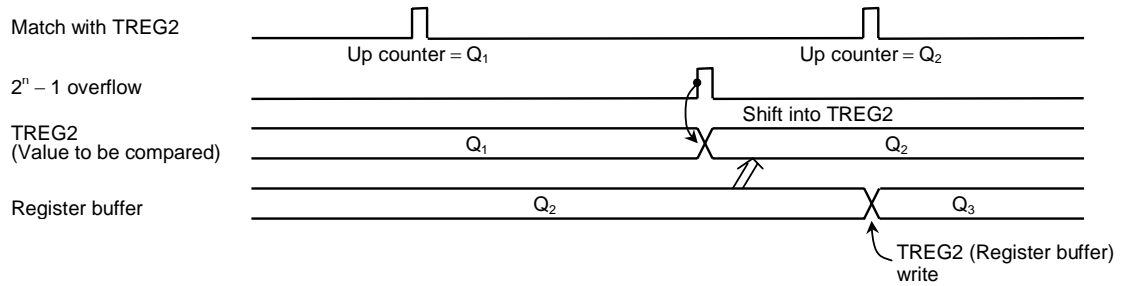 Match with TREG2
Up counter = Q₁
Up counter = Q₂
2ⁿ – 1 overflow
Shift into TREG2
TREG2
(Value to be compared)
Q₁
Q₂
Register buffer
Q₂
Q₃
TREG2 (Register buffer)
write